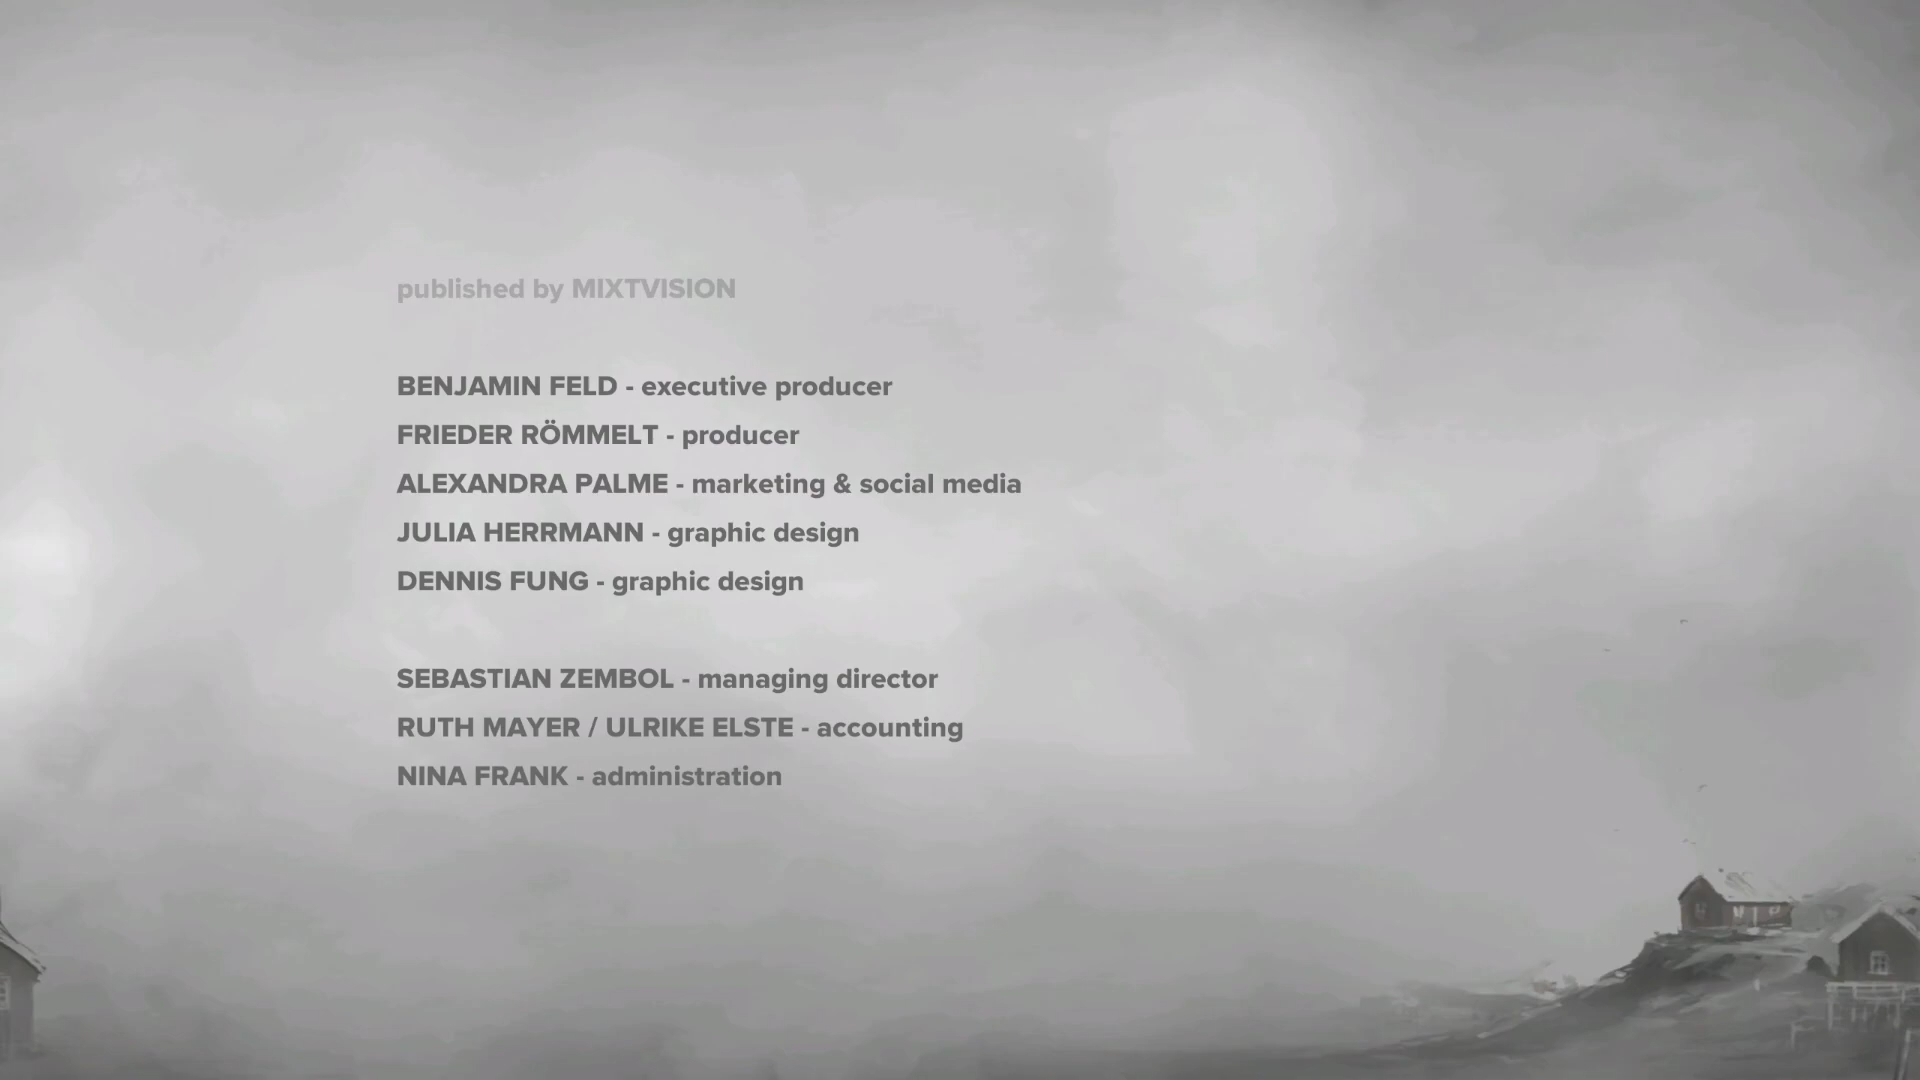 published by MIXTVISION
BENJAMIN FELD - executive producer
FRIEDER RÖMMELT - producer
ALEXANDRA PALME - marketing & social media
JULIA HERRMANN - graphic design
DENNIS FUNG - graphic design
SEBASTIAN ZEMBOL - managing director
RUTH MAYER / ULRIKE ELSTE - accounting
NINA FRANK - administration